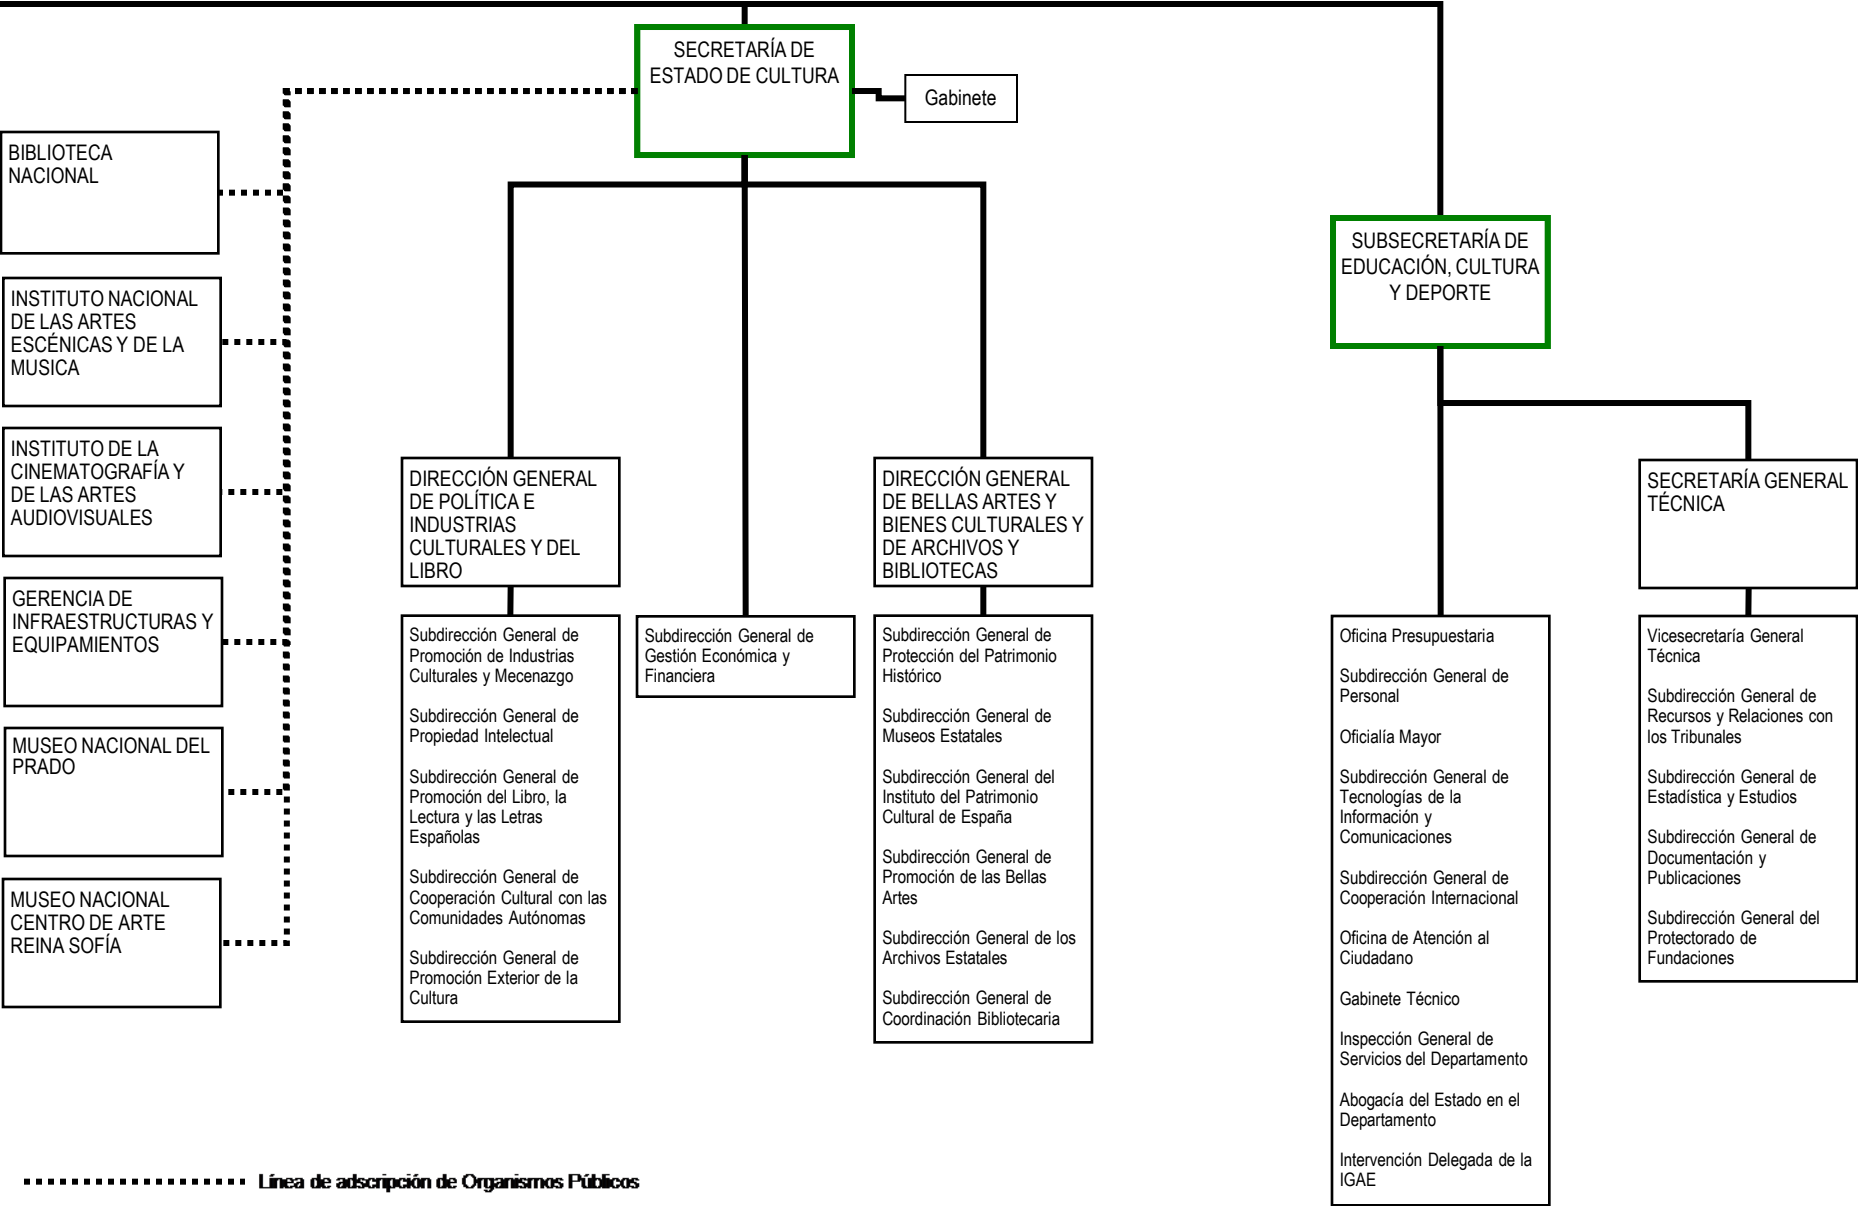 SECRETARÍA DE
ESTADO DE CULTURA
Gabinete
BIBLIOTECA
NACIONAL
INSTITUTO NACIONAL
DE LAS ARTES
ESCÉNICAS Y DE LA
MUSICA
INSTITUTO DE LA
CINEMATOGRAFÍA Y
DE LAS ARTES
AUDIOVISUALES
GERENCIA DE
INFRAESTRUCTURAS Y
EQUIPAMIENTOS
MUSEO NACIONAL DEL
PRADO
MUSEO NACIONAL
CENTRO DE ARTE
REINA SOFÍA
DIRECCIÓN GENERAL
DE POLÍTICA E
INDUSTRIAS
CULTURALES Y DEL
LIBRO
Subdirección General de
Promoción de Industrias
Culturales y Mecenazgo
Subdirección General de
Propiedad Intelectual
Subdirección General de
Promoción del Libro, la
Lectura y las Letras
Españolas
Subdirección General de
Cooperación Cultural con las
Comunidades Autónomas
Subdirección General de
Promoción Exterior de la
Cultura
Subdirección General de
Gestión Económica y
Financiera
DIRECCIÓN GENERAL
DE BELLAS ARTES Y
BIENES CULTURALES Y
DE ARCHIVOS Y
BIBLIOTECAS
Subdirección General de
Protección del Patrimonio
Histórico
Subdirección General de
Museos Estatales
Subdirección General del
Instituto del Patrimonio
Cultural de España
Subdirección General de
Promoción de las Bellas
Artes
Subdirección General de los
Archivos Estatales
Subdirección General de
Coordinación Bibliotecaria
SUBSECRETARÍA DE
EDUCACIÓN, CULTURA
Y DEPORTE
Oficina Presupuestaria
Subdirección General de
Personal
Oficialía Mayor
Subdirección General de
Tecnologías de la
Información y
Comunicaciones
Subdirección General de
Cooperación Internacional
Oficina de Atención al
Ciudadano
Gabinete Técnico
Inspección General de
Servicios del Departamento
Abogacía del Estado en el
Departamento
Intervención Delegada de la
IGAE
SECRETARÍA GENERAL
TÉCNICA
Vicesecretaría General
Técnica
Subdirección General de
Recursos y Relaciones con
los Tribunales
Subdirección General de
Estadística y Estudios
Subdirección General de
Documentación y
Publicaciones
Subdirección General del
Protectorado de
Fundaciones
Línea de adscripción de Organismos Públicos